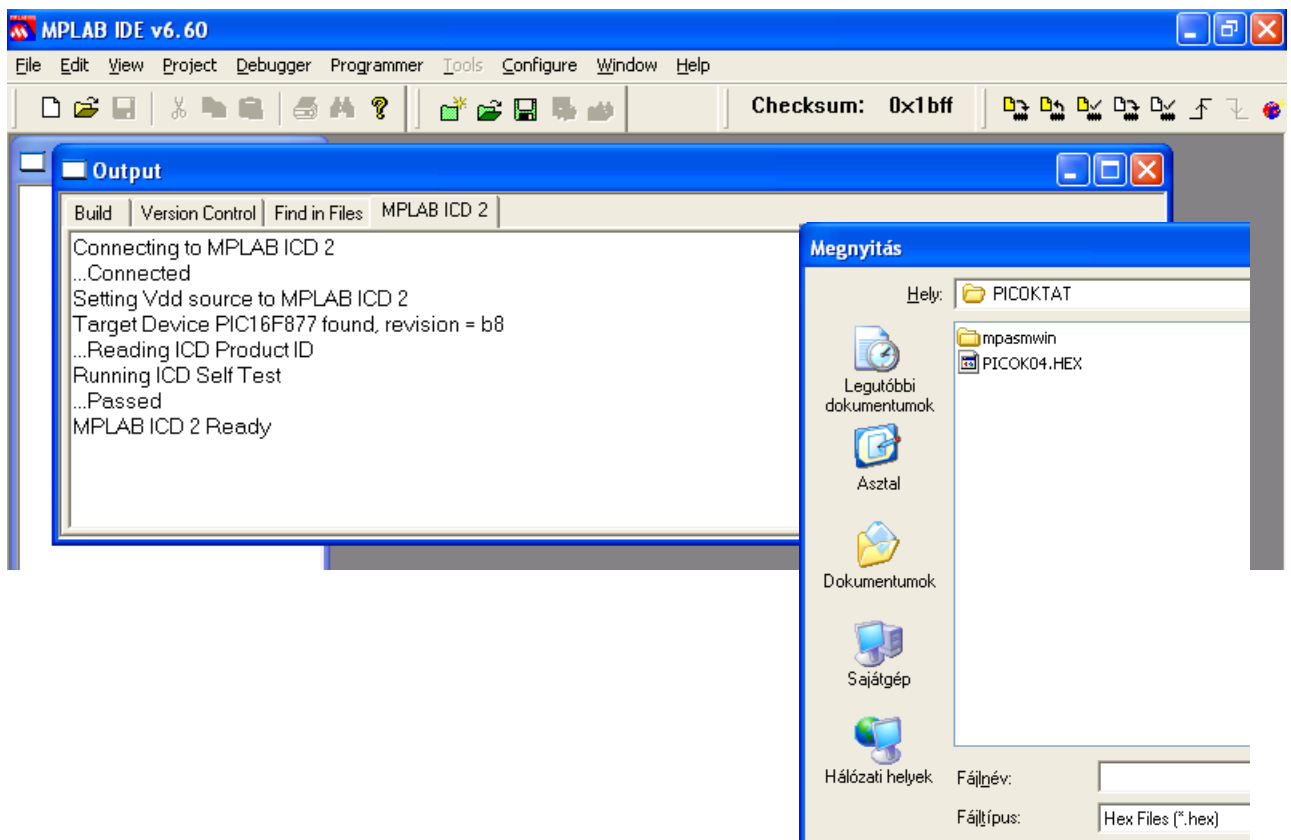 MPLAB IDE v6.60
File Edit View Project Debugger Programmer Tools Configure Window Help
Checksum: 0x1bff
Output
Build Version Control Find in Files MPLAB ICD 2
Connecting to MPLAB ICD 2
...Connected
Setting Vdd source to MPLAB ICD 2
Target Device PIC16F877 found, revision = b8
...Reading ICD Product ID
Running ICD Self Test
...Passed
MPLAB ICD 2 Ready
Megnyitás
Hely: PICOKTAT
mpasmwin
PICOK04.HEX
Legutóbbi
dokumentumok
Asztal
Dokumentumok
Sajátgép
Hálózati helyek
Fájlnév:
Fájltípus: Hex Files (*.hex)